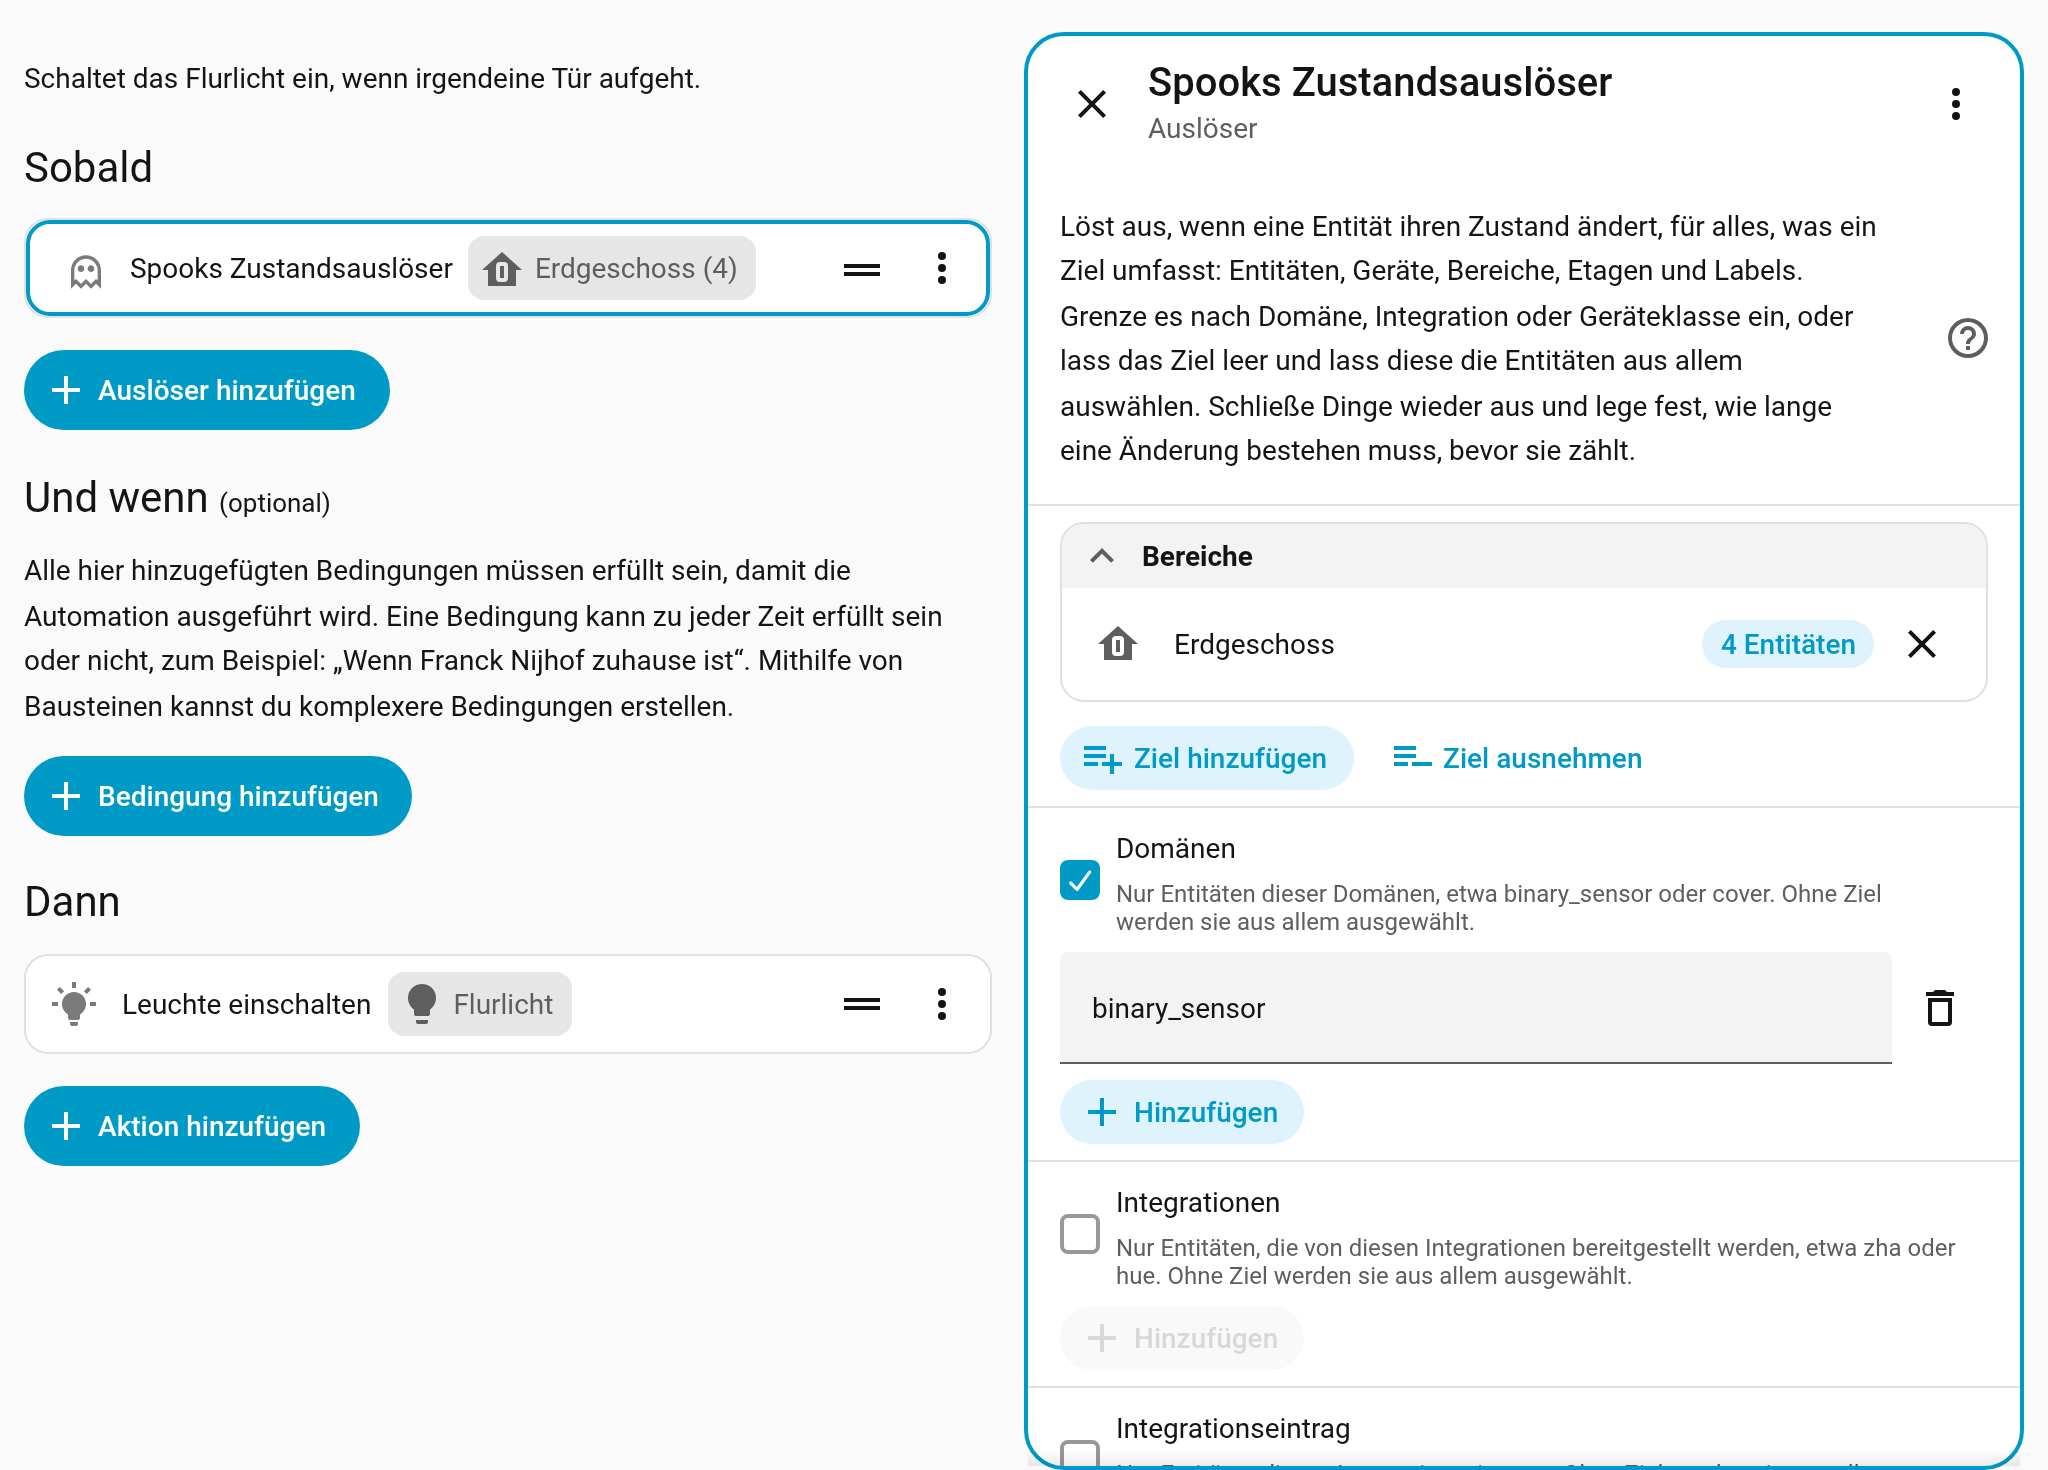 Schaltet das Flurlicht ein, wenn irgendeine Tür aufgeht.
Sobald
Spooks Zustandsauslöser Erdgeschoss (4)
Auslöser hinzufügen
Und wenn (optional)
Alle hier hinzugefügten Bedingungen müssen erfüllt sein, damit die
Automation ausgeführt wird. Eine Bedingung kann zu jeder Zeit erfüllt sein
oder nicht, zum Beispiel: „Wenn Franck Nijhof zuhause ist“. Mithilfe von
Bausteinen kannst du komplexere Bedingungen erstellen.
Bedingung hinzufügen
Dann
Leuchte einschalten Flurlicht
Aktion hinzufügen
Spooks Zustandsauslöser
Auslöser
Löst aus, wenn eine Entität ihren Zustand ändert, für alles, was ein
Ziel umfasst: Entitäten, Geräte, Bereiche, Etagen und Labels.
Grenze es nach Domäne, Integration oder Geräteklasse ein, oder
lass das Ziel leer und lass diese die Entitäten aus allem
auswählen. Schließe Dinge wieder aus und lege fest, wie lange
eine Änderung bestehen muss, bevor sie zählt.
Bereiche
Erdgeschoss 4 Entitäten
Ziel hinzufügen Ziel ausnehmen
Domänen
Nur Entitäten dieser Domänen, etwa binary_sensor oder cover. Ohne Ziel
werden sie aus allem ausgewählt.
binary_sensor
Hinzufügen
Integrationen
Nur Entitäten, die von diesen Integrationen bereitgestellt werden, etwa zha oder
hue. Ohne Ziel werden sie aus allem ausgewählt.
Hinzufügen
Integrationseintrag